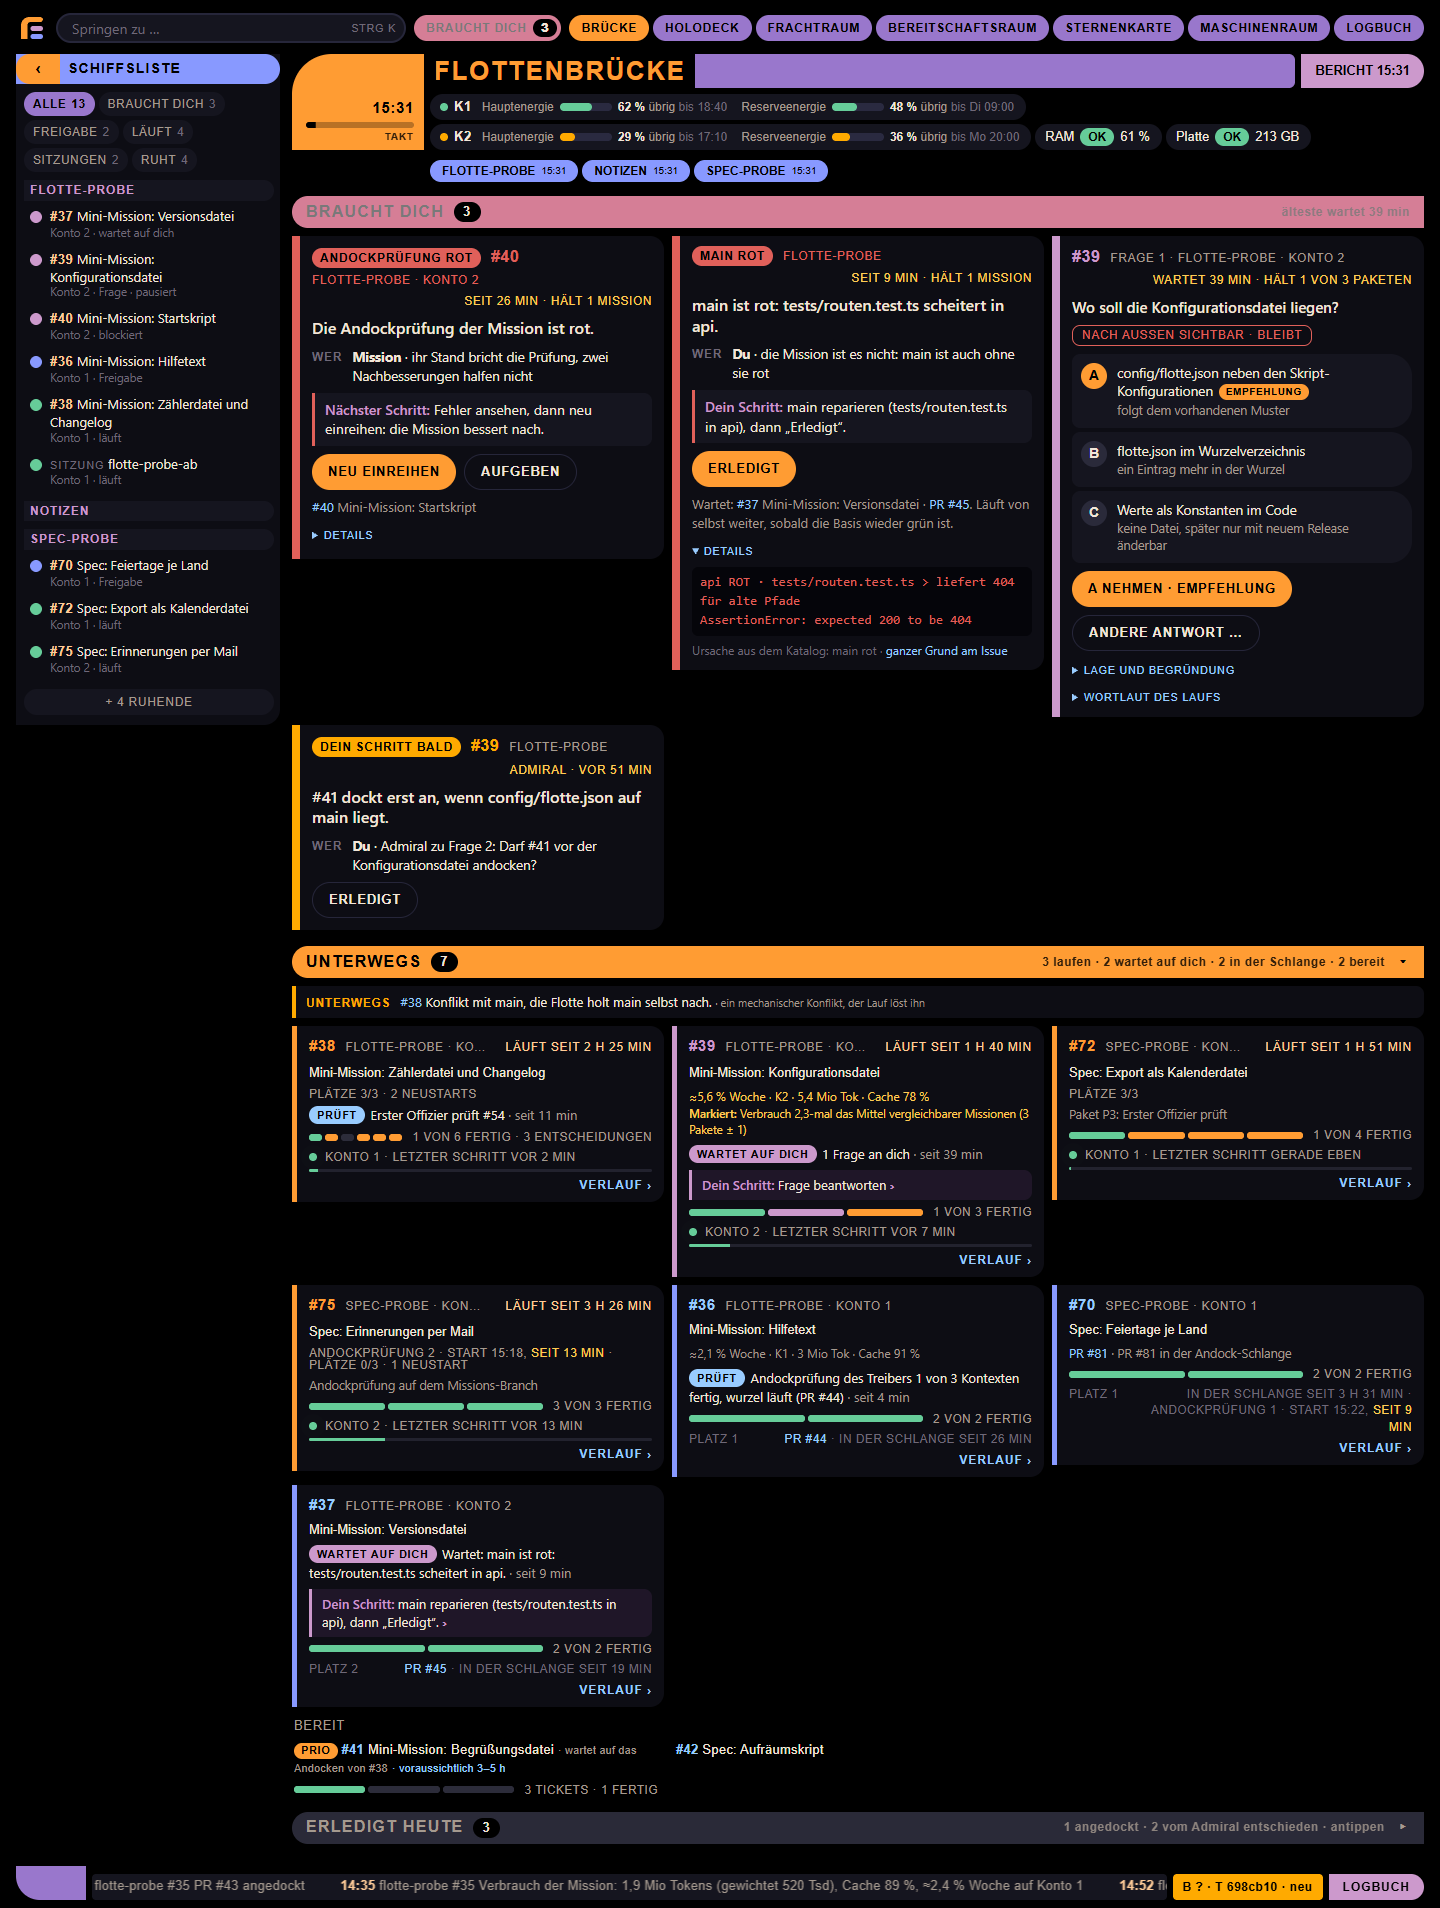 Springen zu ...
STRG K
BRAUCHT DICH 3
BRÜCKE
HOLODECK
FRACHTRAUM
BEREITSCHAFTSRAUM
STERNENKARTE
MASCHINENRAUM
LOGBUCH
‹ SCHIFFSLISTE
ALLE 13
BRAUCHT DICH 3
FREIGABE 2
LÄUFT 4
SITZUNGEN 2
RUHT 4
FLOTTE-PROBE
#37 Mini-Mission: Versionsdatei
Konto 2 · wartet auf dich
#39 Mini-Mission:
Konfigurationsdatei
Konto 2 · Frage · pausiert
#40 Mini-Mission: Startskript
Konto 2 · blockiert
#36 Mini-Mission: Hilfetext
Konto 1 · Freigabe
#38 Mini-Mission: Zählerdatei und
Changelog
Konto 1 · läuft
SITZUNG flotte-probe-ab
Konto 1 · läuft
NOTIZEN
SPEC-PROBE
#70 Spec: Feiertage je Land
Konto 1 · Freigabe
#72 Spec: Export als Kalenderdatei
Konto 1 · läuft
#75 Spec: Erinnerungen per Mail
Konto 2 · läuft
+ 4 RUHENDE
15:31
TAKT
FLOTTENBRÜCKE
BERICHT 15:31
K1 Hauptenergie 62 % übrig bis 18:40 Reserveenergie 48 % übrig bis Di 09:00
K2 Hauptenergie 29 % übrig bis 17:10 Reserveenergie 36 % übrig bis Mo 20:00
RAM OK 61 %
Platte OK 213 GB
FLOTTE-PROBE 15:31
NOTIZEN 15:31
SPEC-PROBE 15:31
BRAUCHT DICH 3
älteste wartet 39 min
ANDOCKPRÜFUNG ROT #40
FLOTTE-PROBE · KONTO 2
SEIT 26 MIN · HÄLT 1 MISSION
Die Andockprüfung der Mission ist rot.
WER Mission · ihr Stand bricht die Prüfung, zwei
Nachbesserungen halfen nicht
Nächster Schritt: Fehler ansehen, dann neu
einreihen: die Mission bessert nach.
NEU EINREIHEN
AUFGEBEN
#40 Mini-Mission: Startskript
▸ DETAILS
MAIN ROT FLOTTE-PROBE
SEIT 9 MIN · HÄLT 1 MISSION
main ist rot: tests/routen.test.ts scheitert in
api.
WER Du · die Mission ist es nicht: main ist auch ohne
sie rot
Dein Schritt: main reparieren (tests/routen.test.ts
in api), dann „Erledigt“.
ERLEDIGT
Wartet: #37 Mini-Mission: Versionsdatei · PR #45. Läuft von
selbst weiter, sobald die Basis wieder grün ist.
▾ DETAILS
api ROT · tests/routen.test.ts > liefert 404
für alte Pfade
AssertionError: expected 200 to be 404
Ursache aus dem Katalog: main rot · ganzer Grund am Issue
#39 FRAGE 1 · FLOTTE-PROBE · KONTO 2
WARTET 39 MIN · HÄLT 1 VON 3 PAKETEN
Wo soll die Konfigurationsdatei liegen?
NACH AUSSEN SICHTBAR · BLEIBT
A config/flotte.json neben den Skript-
Konfigurationen EMPFEHLUNG
folgt dem vorhandenen Muster
B flotte.json im Wurzelverzeichnis
ein Eintrag mehr in der Wurzel
C Werte als Konstanten im Code
keine Datei, später nur mit neuem Release
änderbar
A NEHMEN · EMPFEHLUNG
ANDERE ANTWORT ...
▸ LAGE UND BEGRÜNDUNG
▸ WORTLAUT DES LAUFS
DEIN SCHRITT BALD #39 FLOTTE-PROBE
ADMIRAL · VOR 51 MIN
#41 dockt erst an, wenn config/flotte.json auf
main liegt.
WER Du · Admiral zu Frage 2: Darf #41 vor der
Konfigurationsdatei andocken?
ERLEDIGT
UNTERWEGS 7
3 laufen · 2 wartet auf dich · 2 in der Schlange · 2 bereit ▾
UNTERWEGS #38 Konflikt mit main, die Flotte holt main selbst nach. · ein mechanischer Konflikt, der Lauf löst ihn
#38 FLOTTE-PROBE · KO... LÄUFT SEIT 2 H 25 MIN
Mini-Mission: Zählerdatei und Changelog
PLÄTZE 3/3 · 2 NEUSTARTS
PRÜFT Erster Offizier prüft #54 · seit 11 min
1 VON 6 FERTIG · 3 ENTSCHEIDUNGEN
KONTO 1 · LETZTER SCHRITT VOR 2 MIN
VERLAUF ›
#39 FLOTTE-PROBE · KO... LÄUFT SEIT 1 H 40 MIN
Mini-Mission: Konfigurationsdatei
≈5,6 % Woche · K2 · 5,4 Mio Tok · Cache 78 %
Markiert: Verbrauch 2,3-mal das Mittel vergleichbarer Missionen (3
Pakete ± 1)
WARTET AUF DICH 1 Frage an dich · seit 39 min
Dein Schritt: Frage beantworten ›
1 VON 3 FERTIG
KONTO 2 · LETZTER SCHRITT VOR 7 MIN
VERLAUF ›
#72 SPEC-PROBE · KON... LÄUFT SEIT 1 H 51 MIN
Spec: Export als Kalenderdatei
PLÄTZE 3/3
Paket P3: Erster Offizier prüft
1 VON 4 FERTIG
KONTO 1 · LETZTER SCHRITT GERADE EBEN
VERLAUF ›
#75 SPEC-PROBE · KON... LÄUFT SEIT 3 H 26 MIN
Spec: Erinnerungen per Mail
ANDOCKPRÜFUNG 2 · START 15:18, SEIT 13 MIN ·
PLÄTZE 0/3 · 1 NEUSTART
Andockprüfung auf dem Missions-Branch
3 VON 3 FERTIG
KONTO 2 · LETZTER SCHRITT VOR 13 MIN
VERLAUF ›
#36 FLOTTE-PROBE · KONTO 1
Mini-Mission: Hilfetext
≈2,1 % Woche · K1 · 3 Mio Tok · Cache 91 %
PRÜFT Andockprüfung des Treibers 1 von 3 Kontexten
fertig, wurzel läuft (PR #44) · seit 4 min
2 VON 2 FERTIG
PLATZ 1 PR #44 · IN DER SCHLANGE SEIT 26 MIN
VERLAUF ›
#70 SPEC-PROBE · KONTO 1
Spec: Feiertage je Land
PR #81 · PR #81 in der Andock-Schlange
2 VON 2 FERTIG
PLATZ 1 IN DER SCHLANGE SEIT 3 H 31 MIN ·
ANDOCKPRÜFUNG 1 · START 15:22, SEIT 9
MIN
VERLAUF ›
#37 FLOTTE-PROBE · KONTO 2
Mini-Mission: Versionsdatei
WARTET AUF DICH Wartet: main ist rot:
tests/routen.test.ts scheitert in api. · seit 9 min
Dein Schritt: main reparieren (tests/routen.test.ts in
api), dann „Erledigt“. ›
2 VON 2 FERTIG
PLATZ 2 PR #45 · IN DER SCHLANGE SEIT 19 MIN
VERLAUF ›
BEREIT
PRIO #41 Mini-Mission: Begrüßungsdatei · wartet auf das
Andocken von #38 · voraussichtlich 3–5 h
3 TICKETS · 1 FERTIG
#42 Spec: Aufräumskript
ERLEDIGT HEUTE 3
1 angedockt · 2 vom Admiral entschieden · antippen ▸
flotte-probe #35 PR #43 angedockt 14:35 flotte-probe #35 Verbrauch der Mission: 1,9 Mio Tokens (gewichtet 520 Tsd), Cache 89 %, ≈2,4 % Woche auf Konto 1 14:52
B ? · T 698cb10 · neu
LOGBUCH